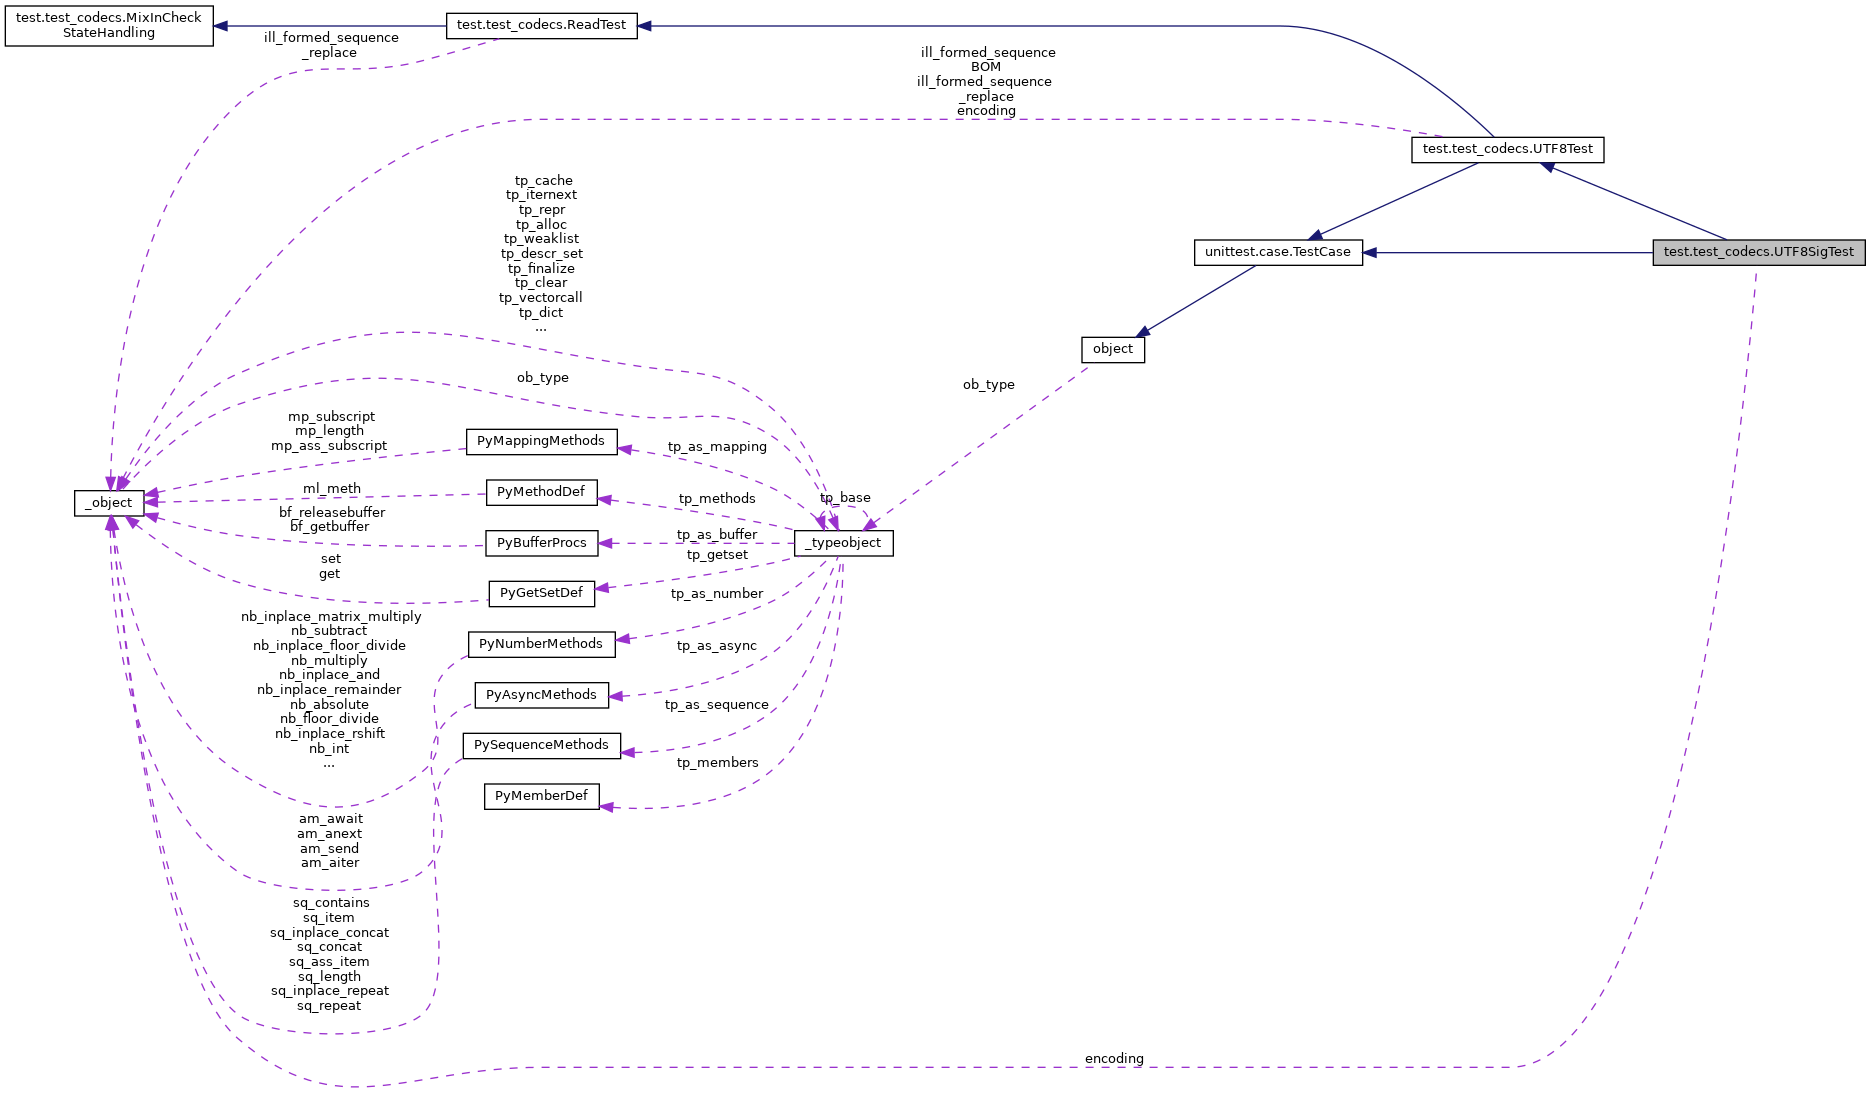 test.test_codecs.MixInCheck
StateHandling
test.test_codecs.ReadTest
ill_formed_sequence
_replace
ill_formed_sequence
BOM
ill_formed_sequence
_replace
encoding
test.test_codecs.UTF8Test
tp_cache
tp_iternext
tp_repr
tp_alloc
tp_weaklist
tp_descr_set
tp_finalize
tp_clear
tp_vectorcall
tp_dict
...
unittest.case.TestCase
test.test_codecs.UTF8SigTest
object
ob_type
ob_type
mp_subscript
mp_length
mp_ass_subscript
PyMappingMethods
tp_as_mapping
_object
ml_meth
PyMethodDef
tp_methods
tp_base
bf_releasebuffer
bf_getbuffer
PyBufferProcs
tp_as_buffer
_typeobject
set
get
PyGetSetDef
tp_getset
nb_inplace_matrix_multiply
nb_subtract
nb_inplace_floor_divide
nb_multiply
nb_inplace_and
nb_inplace_remainder
nb_absolute
nb_floor_divide
nb_inplace_rshift
nb_int
...
PyNumberMethods
tp_as_number
PyAsyncMethods
tp_as_async
PySequenceMethods
tp_as_sequence
PyMemberDef
tp_members
am_await
am_anext
am_send
am_aiter
sq_contains
sq_item
sq_inplace_concat
sq_concat
sq_ass_item
sq_length
sq_inplace_repeat
sq_repeat
encoding